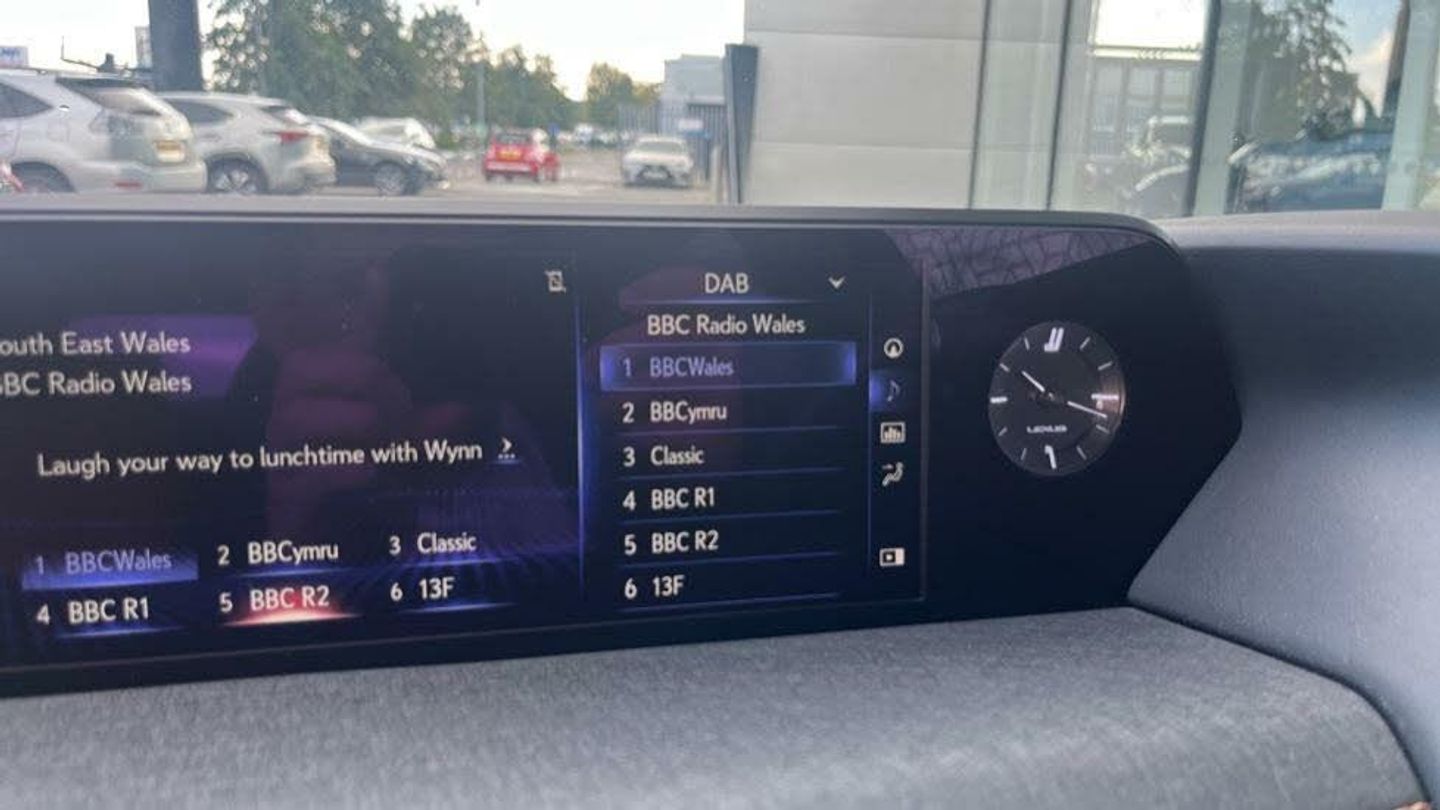 outh East Wales
BBC Radio Wales
Laugh your way to lunchtime with Wynn
1 BBCWales 2 BBCymru 3 Classic
4 BBC R1 5 BBC R2 6 13F
DAB
BBC Radio Wales
1 BBCWales
2 BBCymru
3 Classic
4 BBC R1
5 BBC R2
6 13F
LEXUS